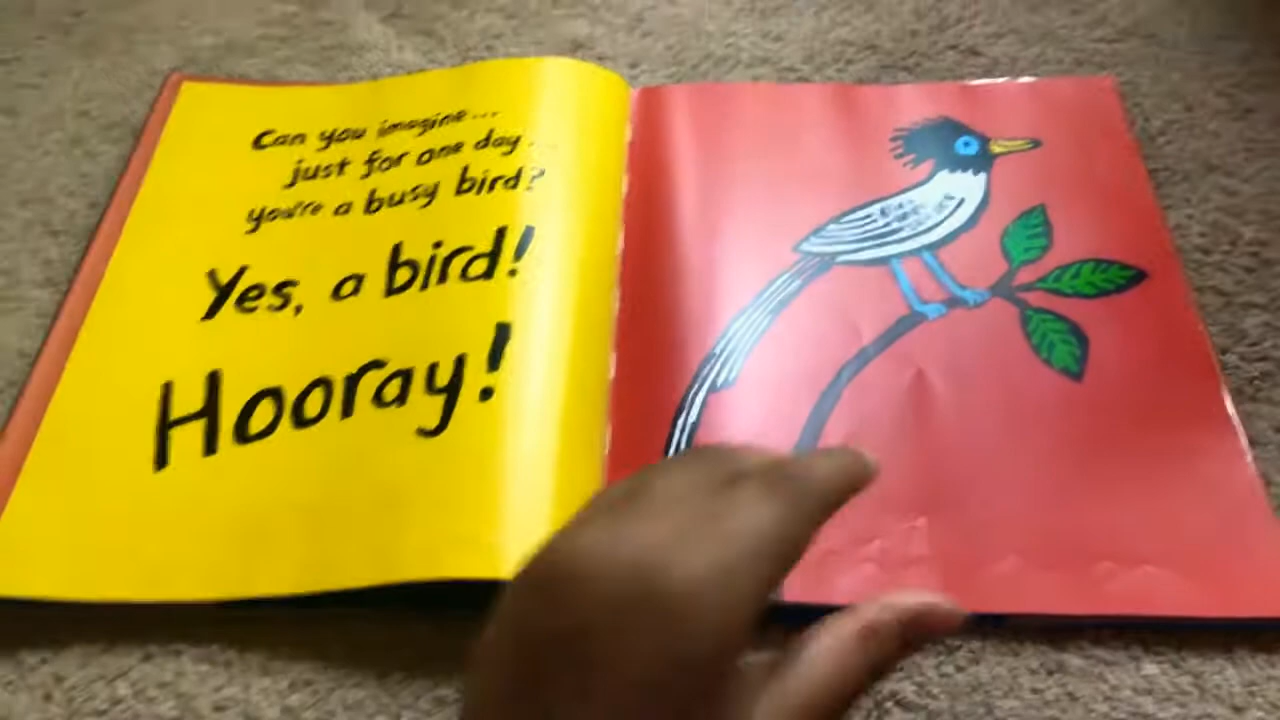 Can you imagine...
just for one day...
you're a busy bird?
Yes, a bird!
Hooray!